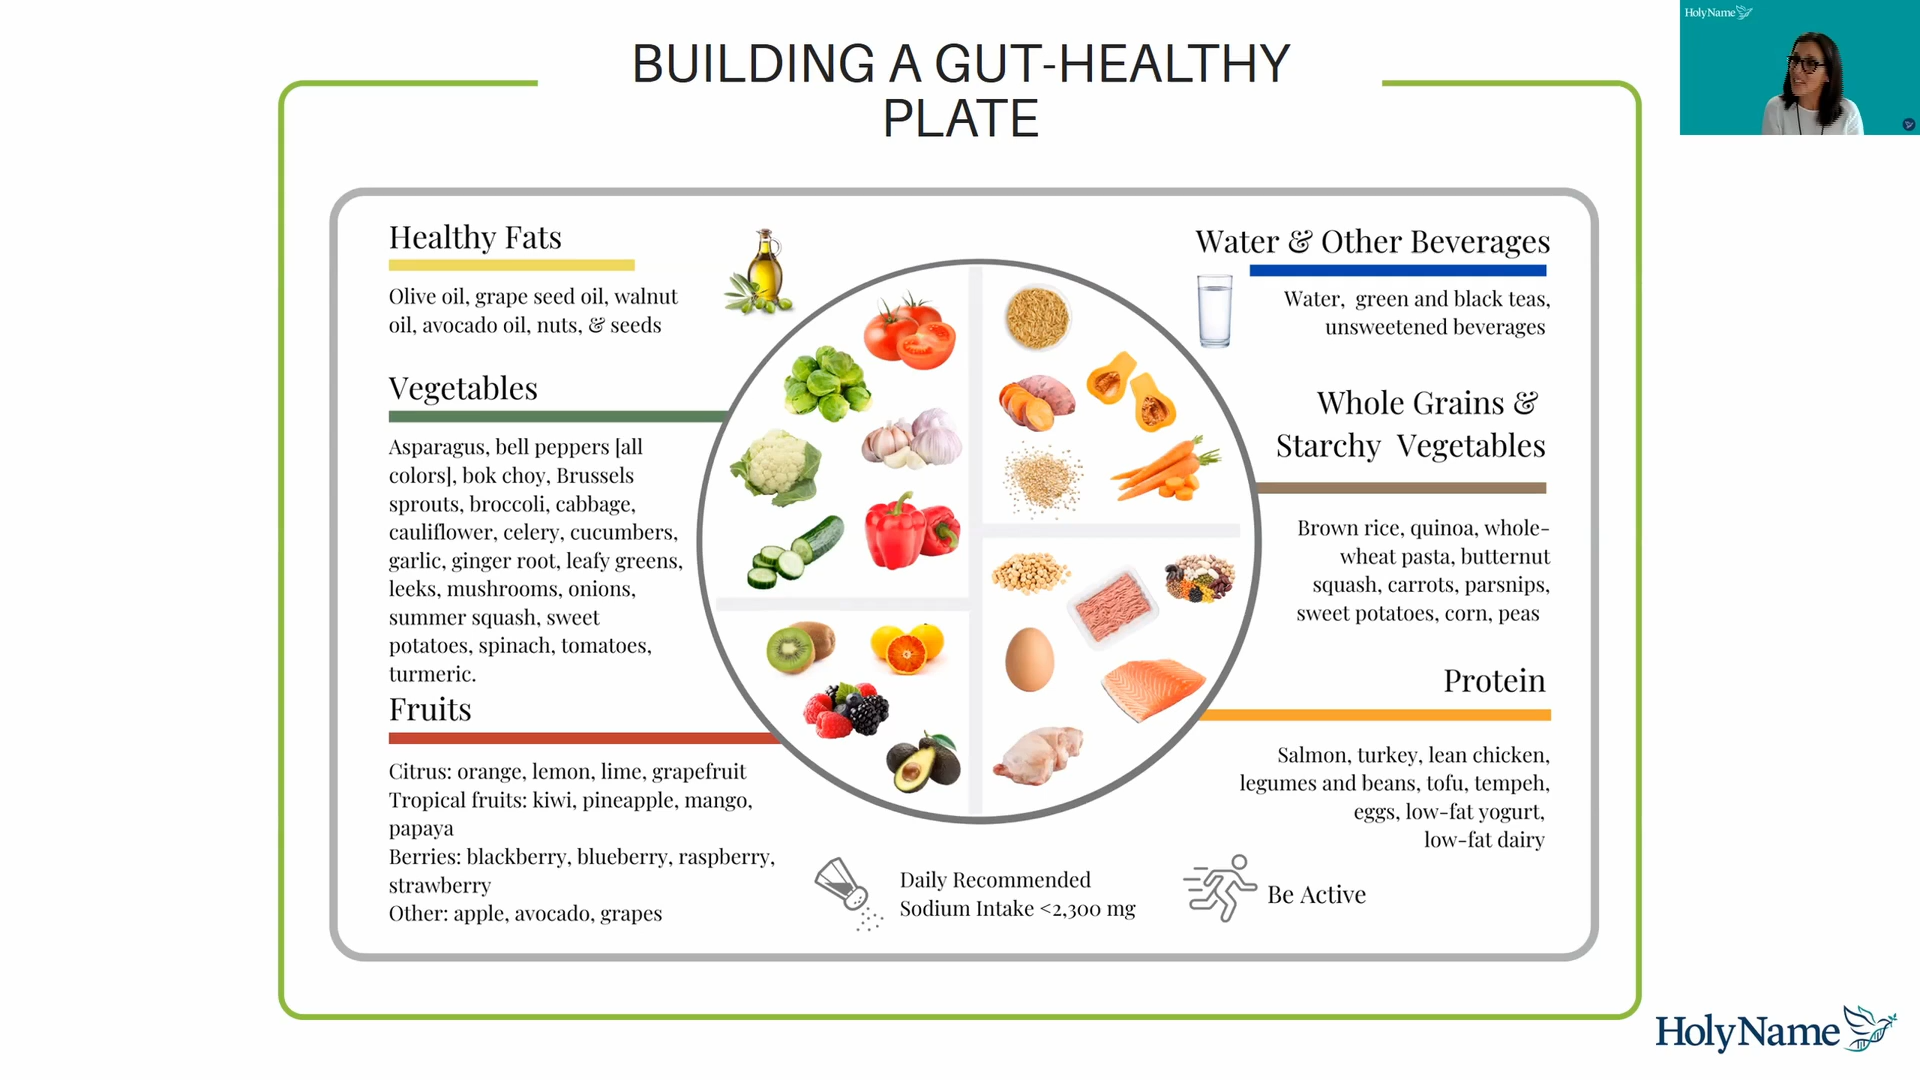 BUILDING A GUT-HEALTHY
PLATE
HolyName
Healthy Fats
Olive oil, grape seed oil, walnut
oil, avocado oil, nuts, & seeds
Vegetables
Asparagus, bell peppers [all
colors], bok choy, Brussels
sprouts, broccoli, cabbage,
cauliflower, celery, cucumbers,
garlic, ginger root, leafy greens,
leeks, mushrooms, onions,
summer squash, sweet
potatoes, spinach, tomatoes,
turmeric.
Fruits
Citrus: orange, lemon, lime, grapefruit
Tropical fruits: kiwi, pineapple, mango,
papaya
Berries: blackberry, blueberry, raspberry,
strawberry
Other: apple, avocado, grapes
Water & Other Beverages
Water, green and black teas,
unsweetened beverages
Whole Grains &
Starchy Vegetables
Brown rice, quinoa, whole-
wheat pasta, butternut
squash, carrots, parsnips,
sweet potatoes, corn, peas
Protein
Salmon, turkey, lean chicken,
legumes and beans, tofu, tempeh,
eggs, low-fat yogurt,
low-fat dairy
Daily Recommended
Sodium Intake <2,300 mg
Be Active
HolyName